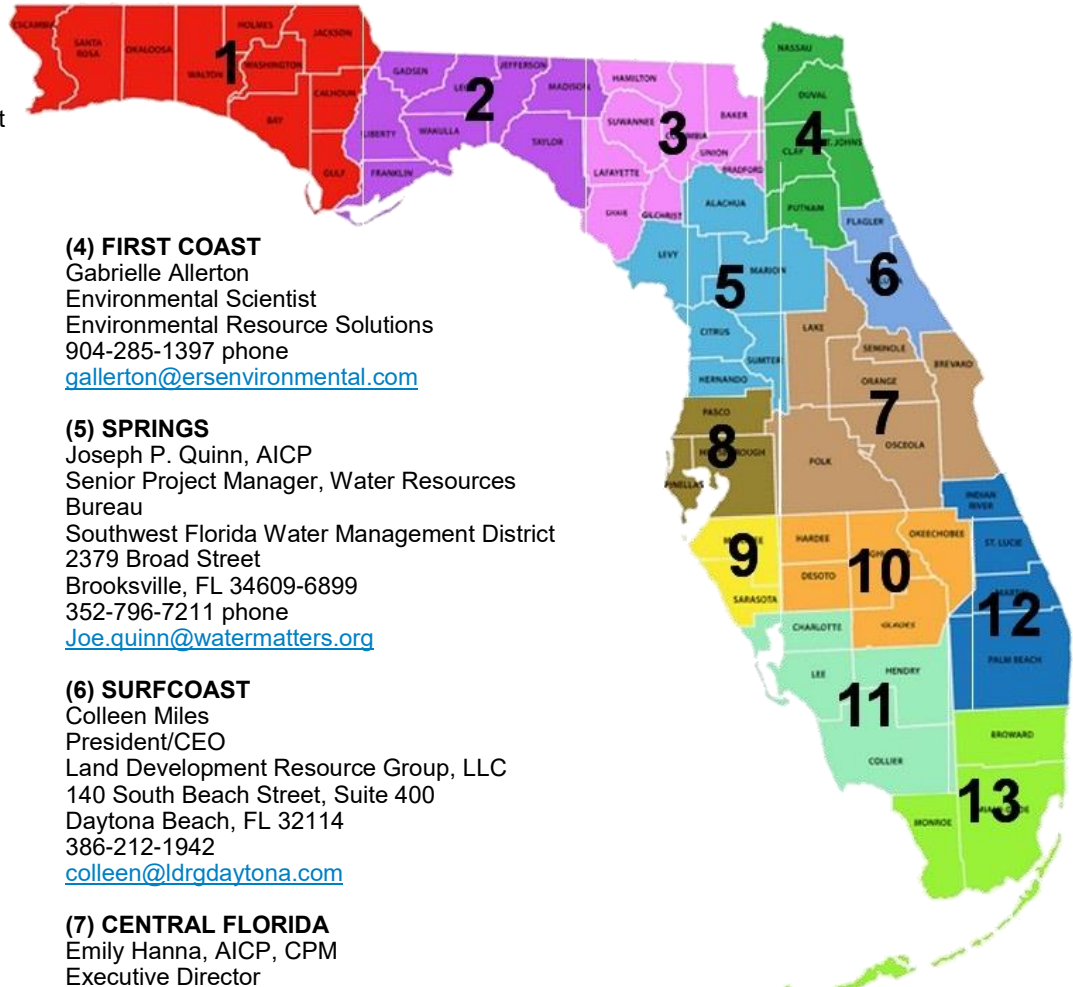 ESCAMBIA
SANTA
ROSA
OKALOOSA
WALTON
HOLMES
WASHINGTON
JACKSON
CALHOUN
BAY
GULF
1
GADSEN
LIBERTY
FRANKLIN
WAKULLA
JEFFERSON
MADISON
TAYLOR
2
HAMILTON
SUWANNEE
LAFAYETTE
DIXIE
GILCHRIST
BAKER
UNION
BRADFORD
3
NASSAU
DUVAL
CLAY
ST. JOHNS
PUTNAM
4
t
(4) FIRST COAST
Gabrielle Allerton
Environmental Scientist
Environmental Resource Solutions
904-285-1397 phone
gallerton@ersenvironmental.com
(5) SPRINGS
Joseph P. Quinn, AICP
Senior Project Manager, Water Resources
Bureau
Southwest Florida Water Management District
2379 Broad Street
Brooksville, FL 34609-6899
352-796-7211 phone
Joe.quinn@watermatters.org
(6) SURFCOAST
Colleen Miles
President/CEO
Land Development Resource Group, LLC
140 South Beach Street, Suite 400
Daytona Beach, FL 32114
386-212-1942
colleen@ldrgdaytona.com
(7) CENTRAL FLORIDA
Emily Hanna, AICP, CPM
Executive Director
ALACHUA
LEVY
MARION
CITRUS
SUMTER
HERNANDO
5
FLAGLER
6
LAKE
SEMINOLE
ORANGE
BREVARD
OSCEOLA
POLK
7
PASCO
PINELLAS
8
SARASOTA
9
HARDEE
DESOTO
OKEECHOBEE
GLADES
10
CHARLOTTE
LEE
HENDRY
COLLIER
11
INDIAN
RIVER
ST. LUCIE
MARTIN
PALM BEACH
12
BROWARD
MONROE
13